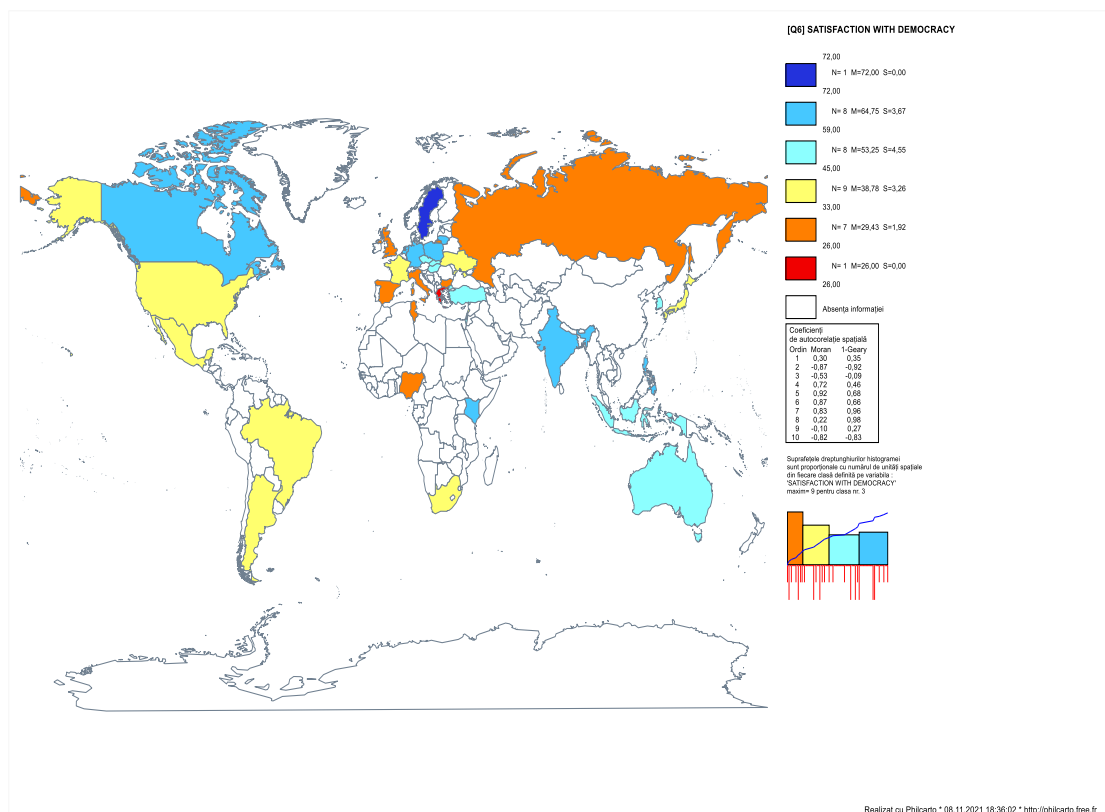 [Q6] SATISFACTION WITH DEMOCRACY
72,00
N= 1 M=72,00 S=0,00
72,00
N= 8 M=64,75 S=3,67
59,00
N= 8 M=53,25 S=4,55
45,00
N= 9 M=38,78 S=3,26
33,00
N= 7 M=29,43 S=1,92
26,00
N= 1 M=26,00 S=0,00
26,00
Absența informației
Coeficienți
de autocorelație spațială
Ordin Moran 1-Geary
1 0,30 0,35
2 -0,87 -0,92
3 -0,53 -0,09
4 0,72 0,46
5 0,92 0,68
6 0,87 0,66
7 0,83 0,96
8 0,22 0,98
9 -0,10 0,27
10 -0,82 -0,83
Suprafețele dreptunghiurilor histogramei
sunt proporționale cu numărul de unități spațiale
din fiecare clasă definită pe variabila :
'SATISFACTION WITH DEMOCRACY'
maxim= 9 pentru clasa nr. 3
Realizat cu Philcarto * 08.11.2021 18:36:02 * http://philcarto.free.fr